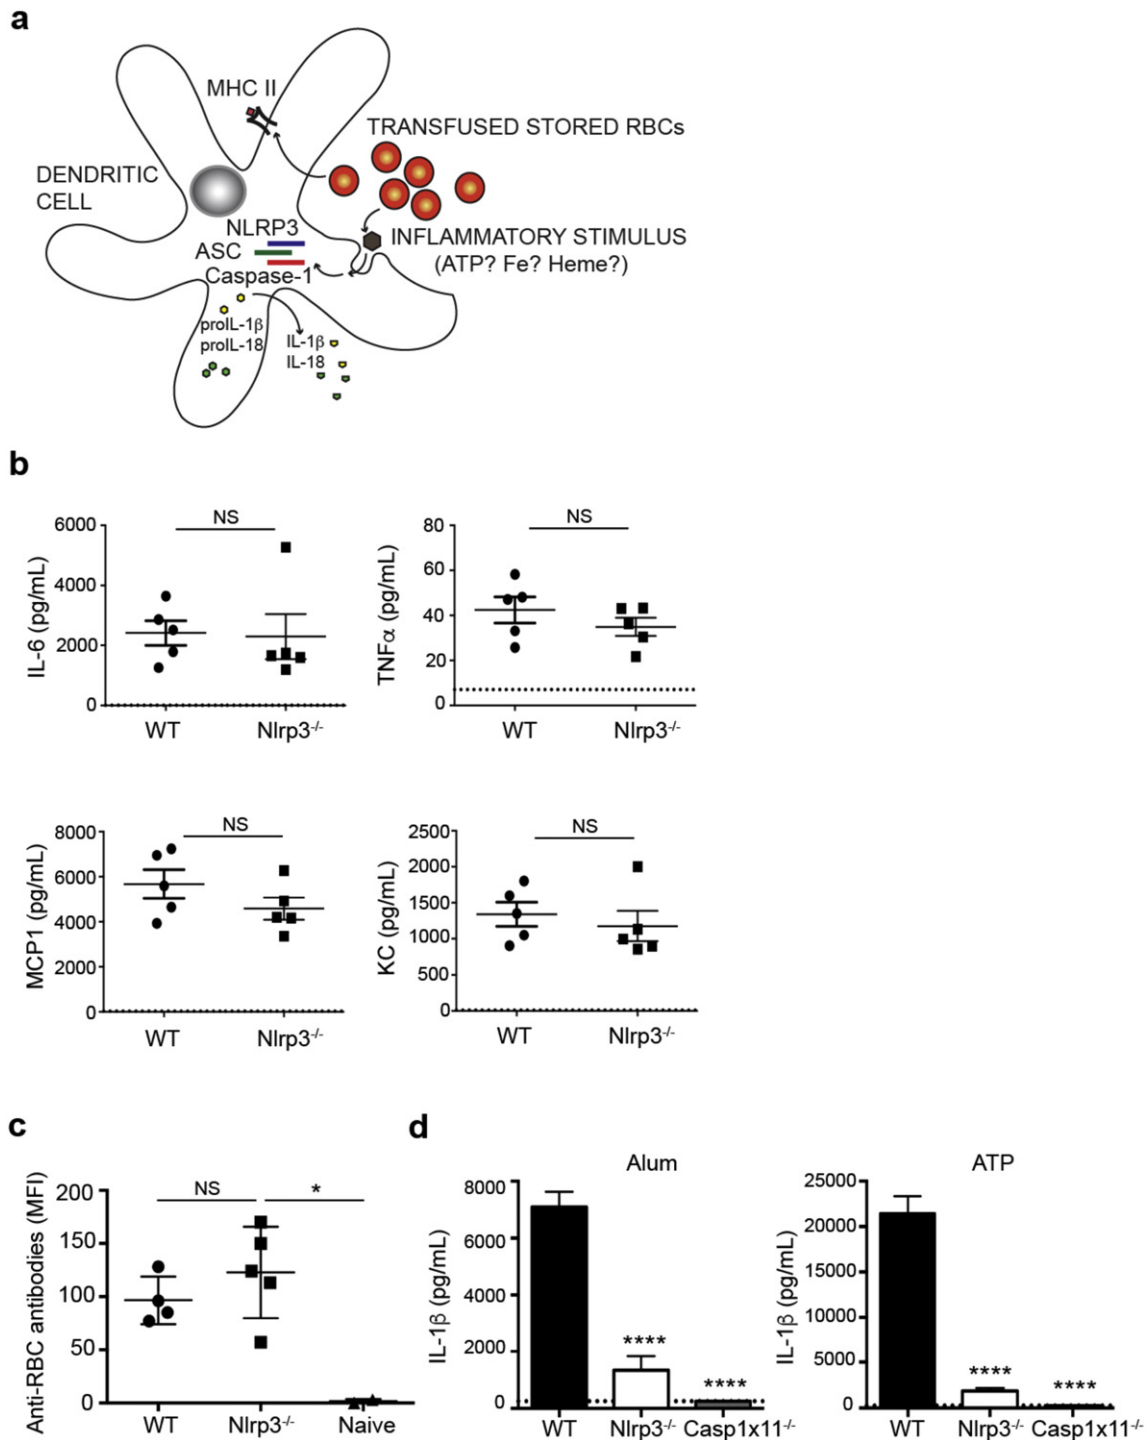 a
MHC II
TRANSFUSED STORED RBCs
DENDRITIC
CELL
NLRP3
INFLAMMATORY STIMULUS
ASC
(ATP? Fe? Heme?)
Caspase-1
proIL-1β
proIL-18
IL-1β
IL-18
b
NS
6000
4000
2000
0
IL-6 (pg/mL)
WT
Nlrp3-/-
NS
80
60
40
20
0
TNFα (pg/mL)
WT
Nlrp3-/-
NS
8000
6000
4000
2000
0
MCP1 (pg/mL)
WT
Nlrp3-/-
NS
2500
2000
1500
1000
500
0
KC (pg/mL)
WT
Nlrp3-/-
c
NS
*
200
150
100
50
0
Anti-RBC antibodies (MFI)
WT
Nlrp3-/-
Naive
d
Alum
8000
6000
4000
2000
0
IL-1β (pg/mL)
****
****
WT
Nlrp3-/-
Casp1x11-/-
ATP
25000
20000
15000
10000
5000
0
IL-1β (pg/mL)
****
****
WT
Nlrp3-/-
Casp1x11-/-